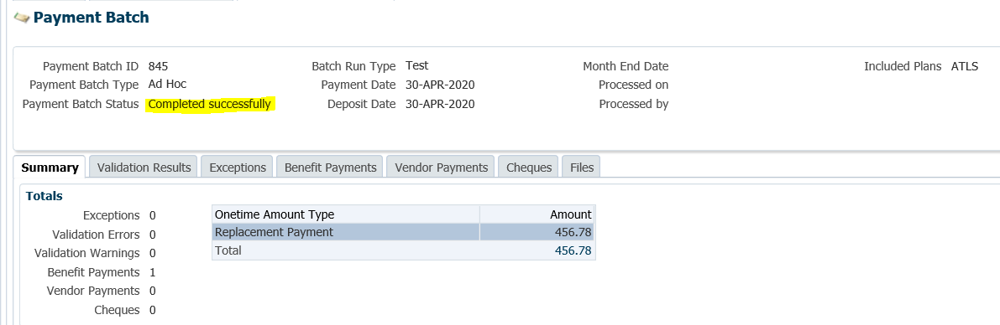 Payment Batch
Payment Batch ID 845 Batch Run Type Test Month End Date Included Plans ATLS
Payment Batch Type Ad Hoc Payment Date 30-APR-2020 Processed on
Payment Batch Status Completed successfully Deposit Date 30-APR-2020 Processed by
Summary Validation Results Exceptions Benefit Payments Vendor Payments Cheques Files
Totals
Exceptions 0 Onetime Amount Type Amount
Validation Errors 0 Replacement Payment 456.78
Validation Warnings 0 Total 456.78
Benefit Payments 1
Vendor Payments 0
Cheques 0